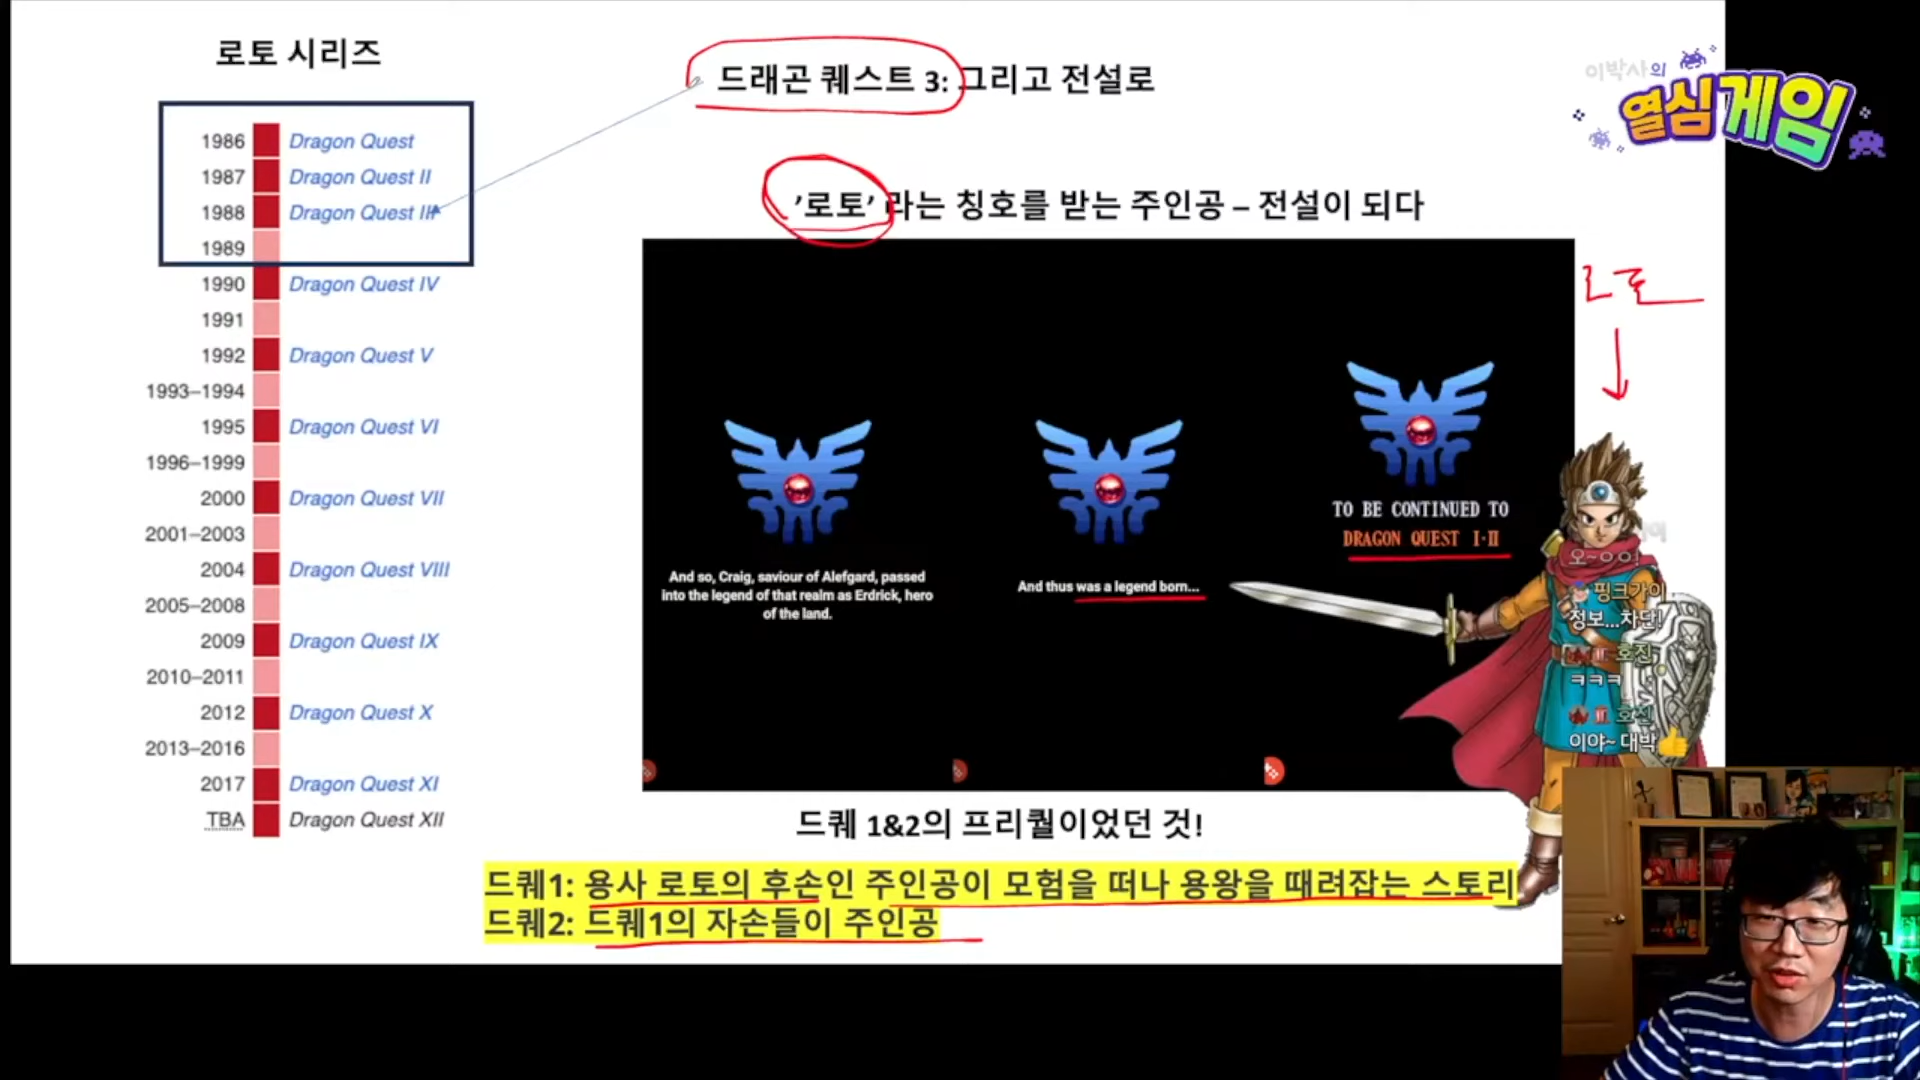 로토 시리즈
1986 Dragon Quest
1987 Dragon Quest II
1988 Dragon Quest III
1989
1990 Dragon Quest IV
1991
1992 Dragon Quest V
1993–1994
1995 Dragon Quest VI
1996–1999
2000 Dragon Quest VII
2001–2003
2004 Dragon Quest VIII
2005–2008
2009 Dragon Quest IX
2010–2011
2012 Dragon Quest X
2013–2016
2017 Dragon Quest XI
TBA Dragon Quest XII
드래곤 퀘스트 3: 그리고 전설로
'로토' 라는 칭호를 받는 주인공 – 전설이 되다
And so, Craig, saviour of Alefgard, passed
into the legend of that realm as Erdrick, hero
of the land.
And thus was a legend born...
TO BE CONTINUED TO
DRAGON QUEST I·II
드퀘 1&2의 프리퀄이었던 것!
드퀘1: 용사 로토의 후손인 주인공이 모험을 떠나 용왕을 때려잡는 스토리
드퀘2: 드퀘1의 자손들이 주인공
이박사의
열심게임
로토
오~ㅇㅇ!
핑크가이
정보...차단!
호진
ㅋㅋㅋ
호진
이야~ 대박